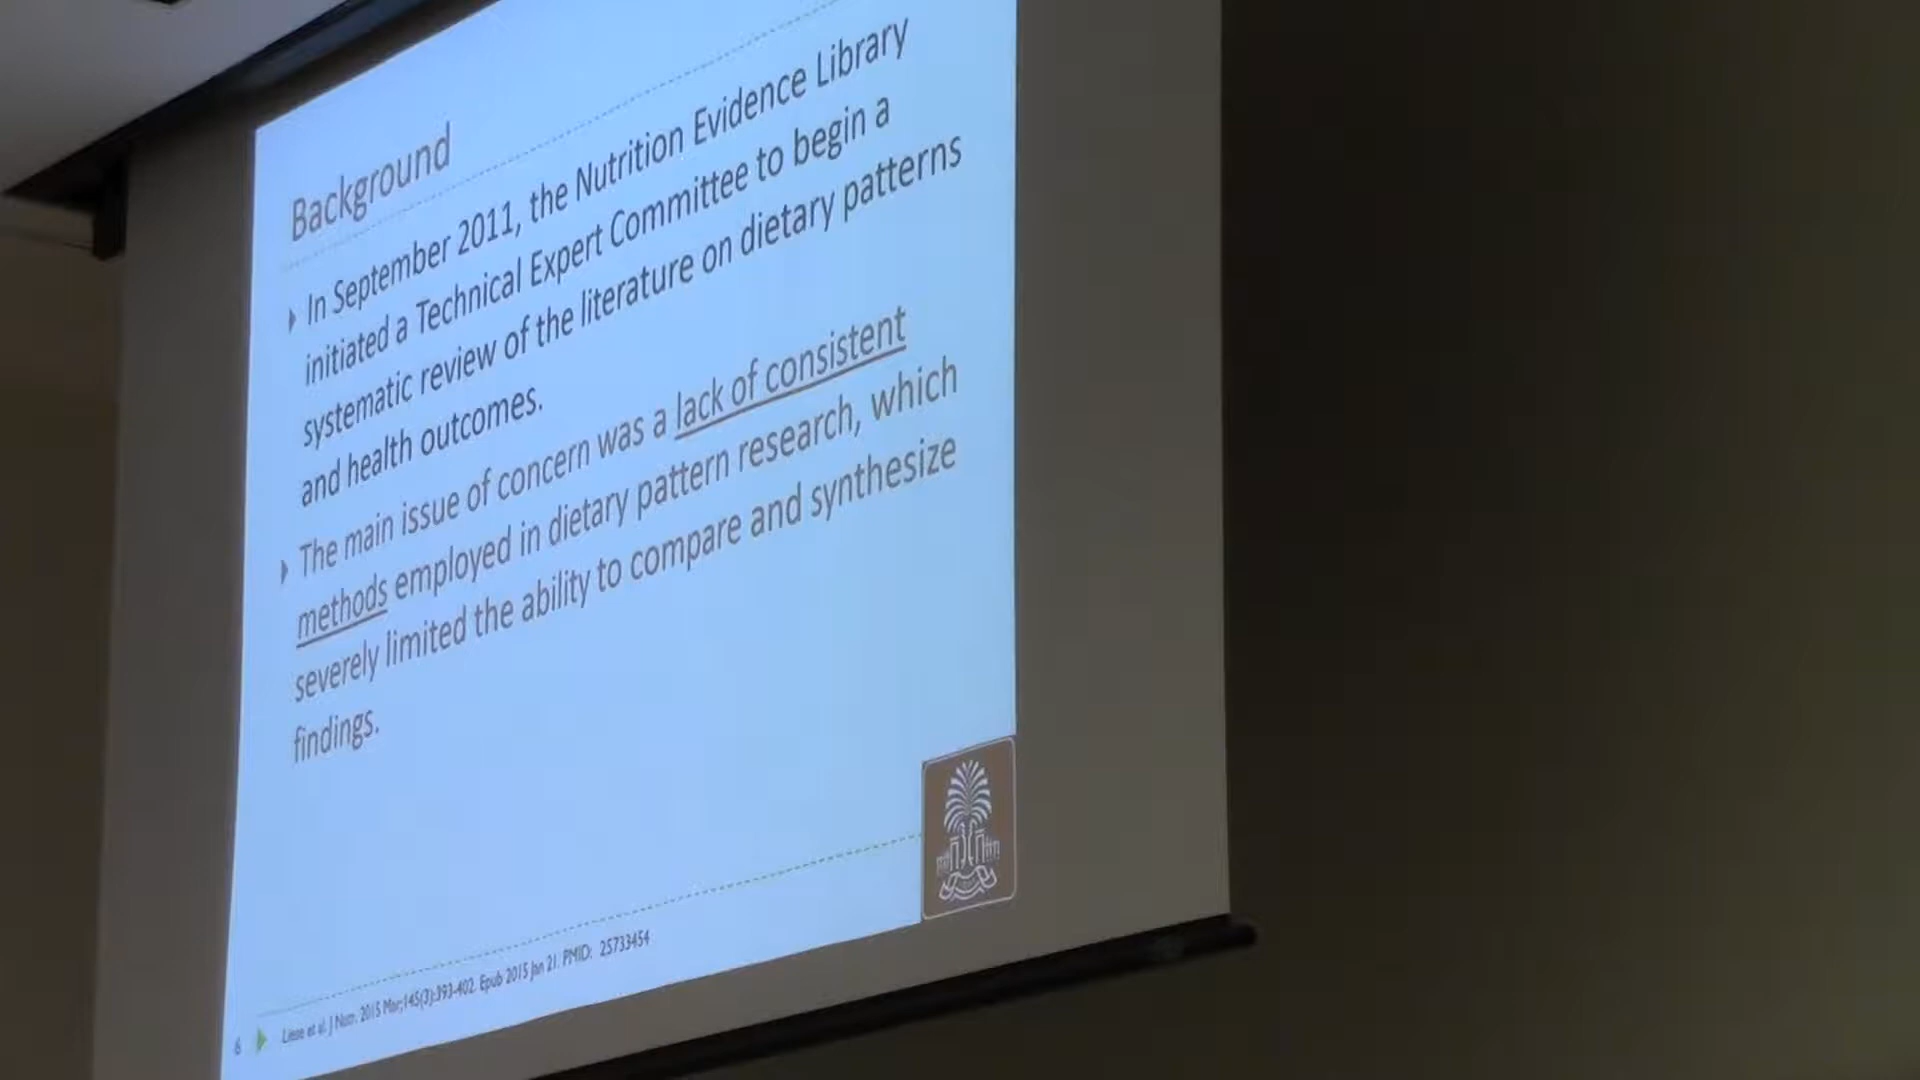 Background
In September 2011, the Nutrition Evidence Library
initiated a Technical Expert Committee to begin a
systematic review of the literature on dietary patterns
and health outcomes.
The main issue of concern was a lack of consistent
methods employed in dietary pattern research, which
severely limited the ability to compare and synthesize
findings.
6
Liese et al. J Nutr. 2015 Mar;145(3):393-402. Epub 2015 Jan 21. PMID: 25733454